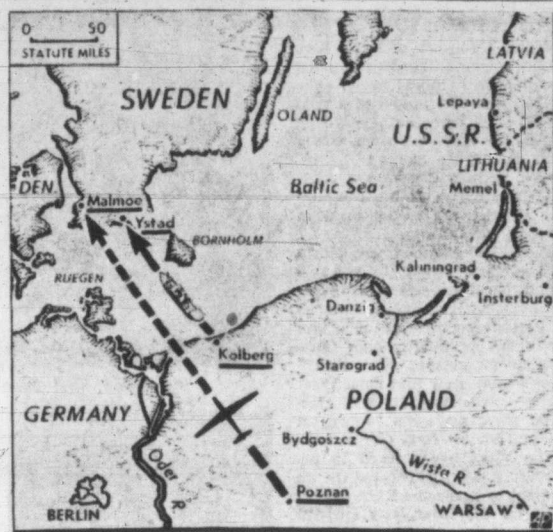 0 50
STATUTE MILES
LATVIA
SWEDEN
Lepaya
OLAND
U.S.S.R.
LITHUANIA
DEN.
Baltic Sea
Memel
Malmoe
Ystad
BORNHOLM
Kaliningrad
RUEGEN
Insterburg
Danzig
Kolberg
Starograd
GERMANY
POLAND
Bydgoszcz
Oder R.
Wista R.
Poznan
BERLIN
WARSAW